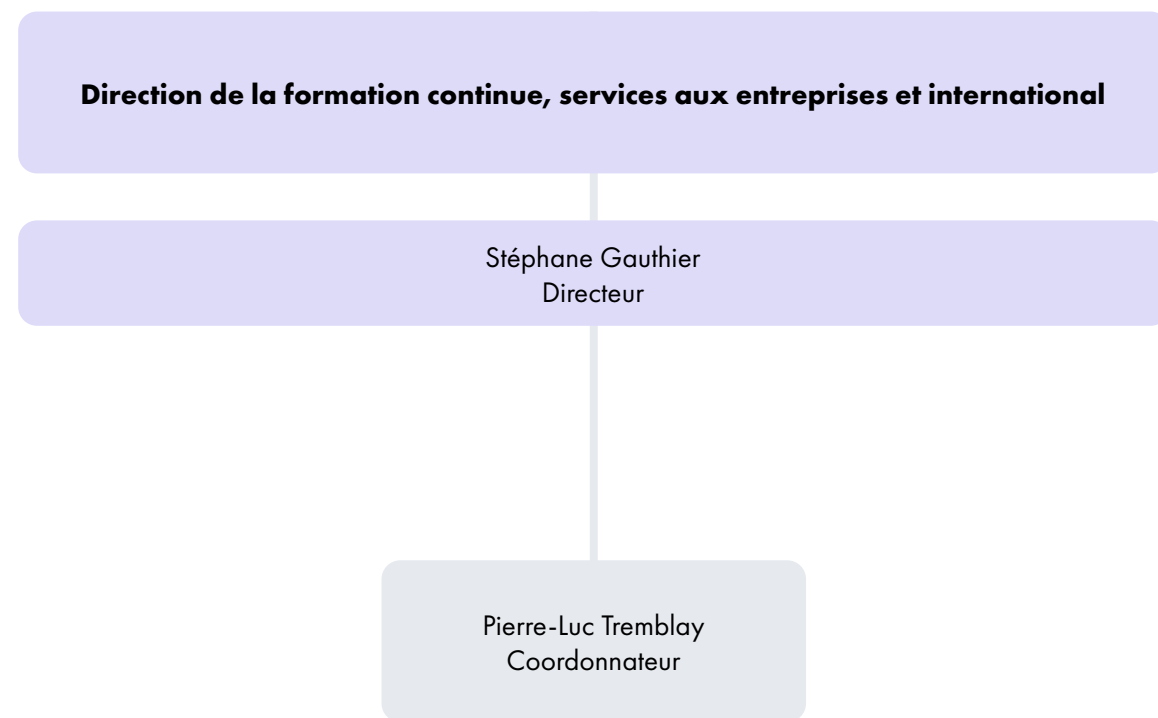 Direction de la formation continue, services aux entreprises et international
Stéphane Gauthier
Directeur
Pierre-Luc Tremblay
Coordonnateur